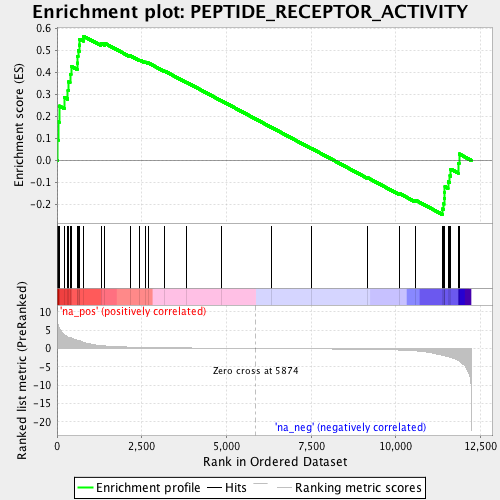 Enrichment plot: PEPTIDE_RECEPTOR_ACTIVITY
Enrichment score (ES)
0.6
0.5
0.4
0.3
0.2
0.1
0.0
-0.1
-0.2
'na_pos' (positively correlated)
Ranked list metric (PreRanked)
10
5
0
-5
-10
-15
-20
Zero cross at 5874
'na_neg' (negatively correlated)
0
2,500
5,000
7,500
10,000
12,500
Rank in Ordered Dataset
Enrichment profile
Hits
Ranking metric scores